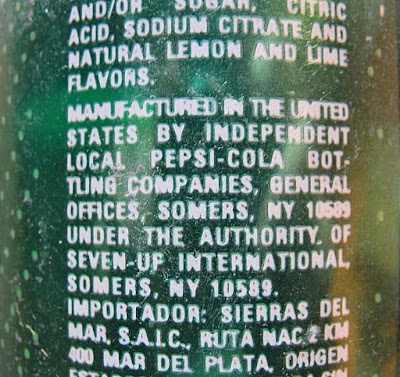 AND/OR SUGAR, CITRIC
ACID, SODIUM CITRATE AND
NATURAL LEMON AND LIME
FLAVORS.
MANUFACTURED IN THE UNITED
STATES BY INDEPENDENT
LOCAL PEPSI-COLA BOT-
TLING COMPANIES, GENERAL
OFFICES, SOMERS, NY 10589
UNDER THE AUTHORITY OF
SEVEN-UP INTERNATIONAL,
SOMERS, NY 10589.
IMPORTADOR: SIERRAS DEL
MAR, S.A.I.C., RUTA NAC 2 KM
400 MAR DEL PLATA. ORIGEN